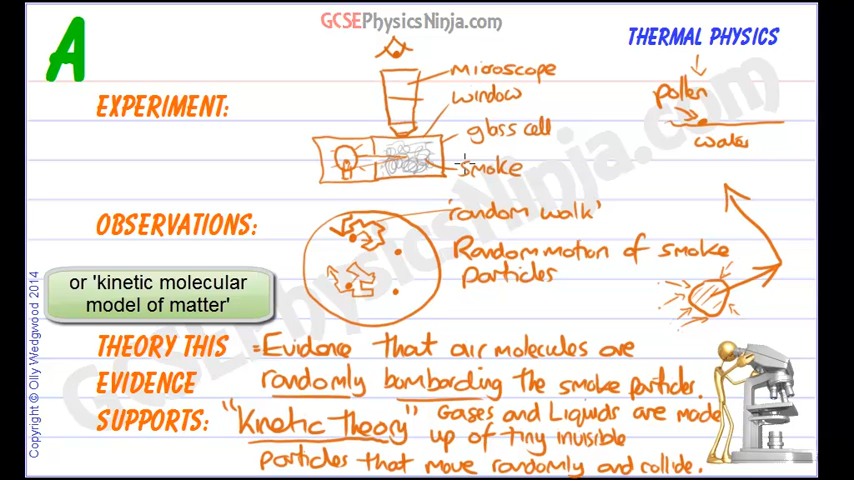 GCSEPhysicsNinja.com
A
THERMAL PHYSICS
EXPERIMENT:
microscope
window
glass cell
smoke
pollen
water
OBSERVATIONS:
'random walk'
Random motion of smoke
particles
or 'kinetic molecular
model of matter'
THEORY THIS
EVIDENCE
SUPPORTS:
= Evidence that air molecules are
randomly bombarding the smoke particles.
"Kinetic Theory" Gases and Liquids are made
up of tiny invisible
particles that move randomly and collide.
Copyright © Olly Wedgwood 2014
GCSEPhysicsNinja.com